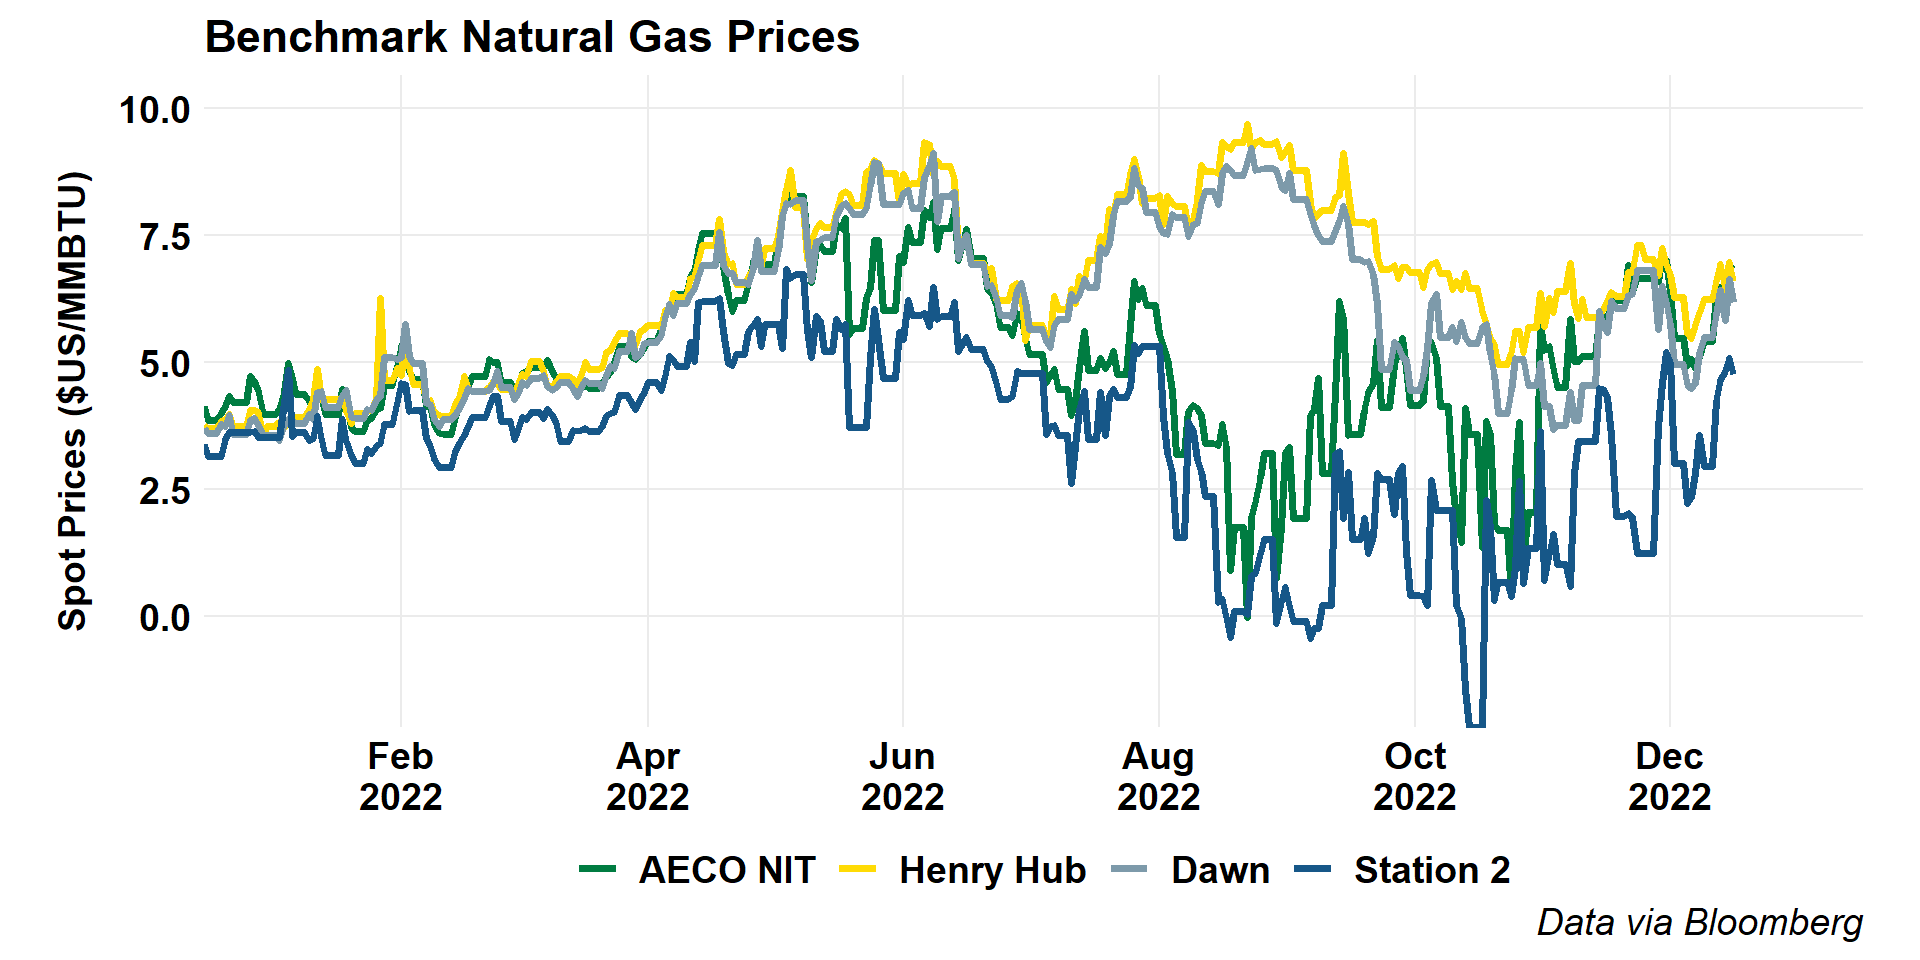 Benchmark Natural Gas Prices
Spot Prices ($US/MMBTU)
10.0
7.5
5.0
2.5
0.0
Feb 2022
Apr 2022
Jun 2022
Aug 2022
Oct 2022
Dec 2022
AECO NIT
Henry Hub
Dawn
Station 2
Data via Bloomberg